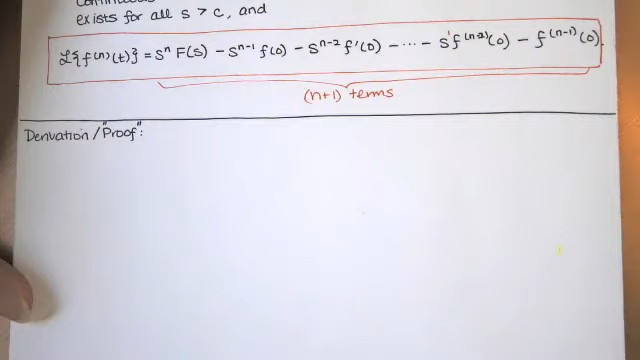 exists for all s > c, and
ℒ{f⁽ⁿ⁾(t)} = sⁿ F(s) − sⁿ⁻¹ f(0) − sⁿ⁻² f'(0) − ⋯ − s¹f⁽ⁿ⁻²⁾(0) − f⁽ⁿ⁻¹⁾(0).
(n+1) terms
Derivation/"Proof":